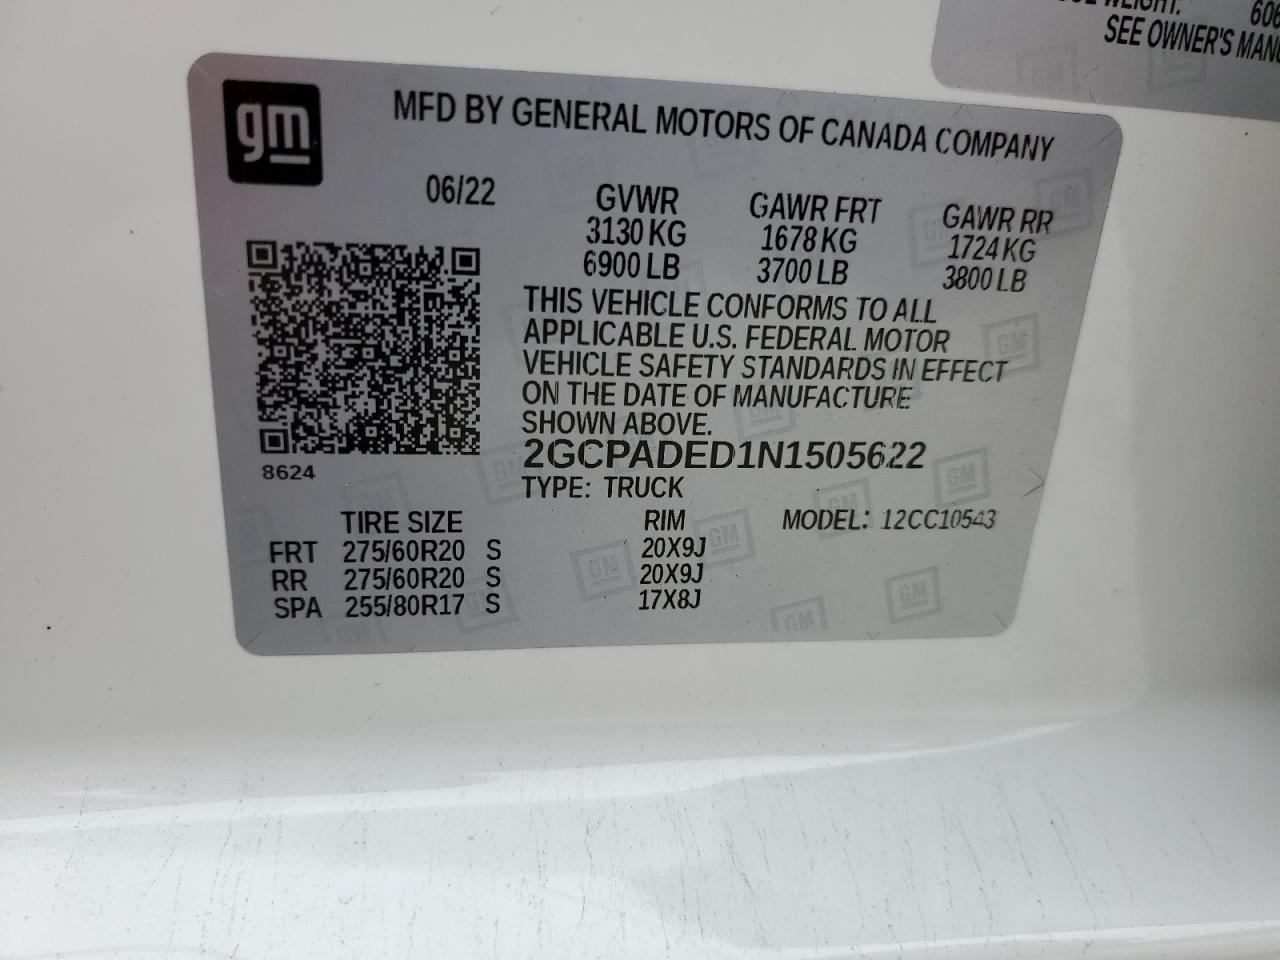 WEIGHT:
SEE OWNER'S
gm
MFD BY GENERAL MOTORS OF CANADA COMPANY
06/22
GVWR GAWR FRT GAWR RR
3130 KG 1678 KG 1724 KG
6900 LB 3700 LB 3800 LB
THIS VEHICLE CONFORMS TO ALL
APPLICABLE U.S. FEDERAL MOTOR
VEHICLE SAFETY STANDARDS IN EFFECT
ON THE DATE OF MANUFACTURE
SHOWN ABOVE.
2GCPADED1N1505622
8624
TYPE: TRUCK
TIRE SIZE RIM MODEL: 12CC10543
FRT 275/60R20 S 20X9J
RR 275/60R20 S 20X9J
SPA 255/80R17 S 17X8J